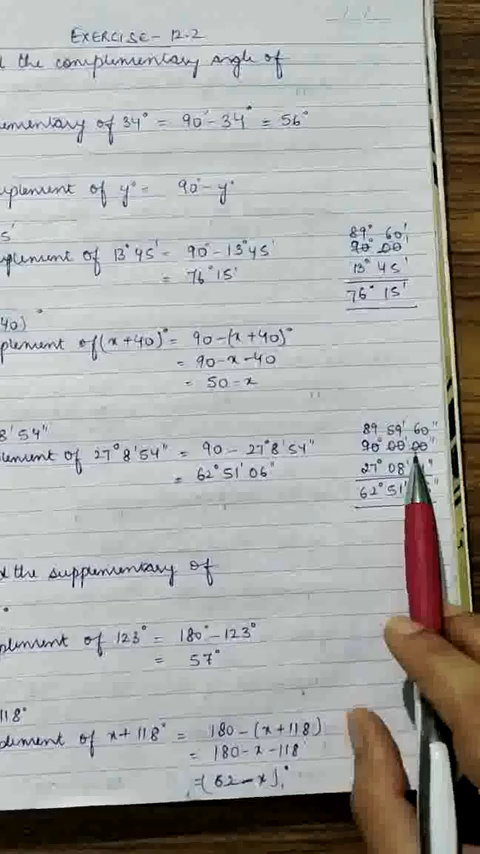 EXERCISE - 12.2
the complementary angle of
ementary of 34° = 90° - 34° = 56°
plement of y° = 90° - y°
5'
plement of 13° 45' = 90° - 13° 45'
= 76° 15'
89° 60'
90° 00'
13° 45'
76° 15'
40)°
plement of (x+40)° = 90 - (x+40)°
= 90 - x - 40
= 50 - x
8' 54"
lement of 27° 8' 54" = 90 - 27° 8' 54"
= 62° 51' 06"
89 59' 60"
90° 00' 00"
27° 08'
62° 51'
the supplementary of
plement of 123° = 180° - 123°
= 57°
118°
plement of x + 118° = 180 - (x+118)
= 180 - x - 118
= (62 - x)°